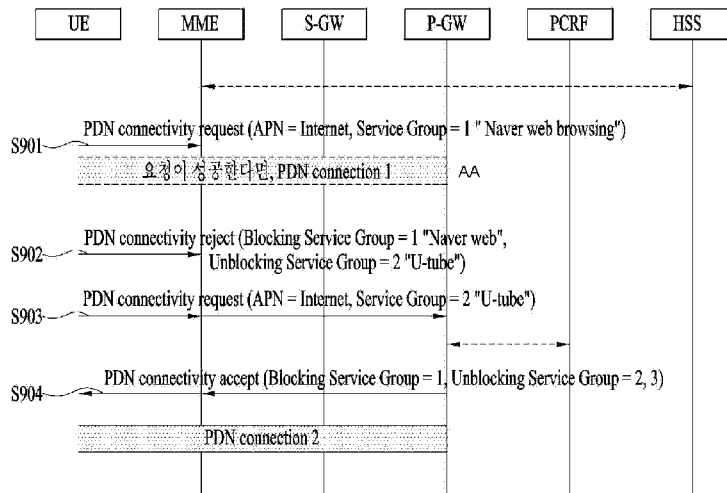 UE MME S-GW P-GW PCRF HSS
PDN connectivity request (APN = Internet, Service Group = 1 " Naver web browsing")
S901
요청이 성공한다면, PDN connection 1 AA
PDN connectivity reject (Blocking Service Group = 1 "Naver web",
S902
Unblocking Service Group = 2 "U-tube")
PDN connectivity request (APN = Internet, Service Group = 2 "U-tube")
S903
PDN connectivity accept (Blocking Service Group = 1, Unblocking Service Group = 2, 3)
S904
PDN connection 2